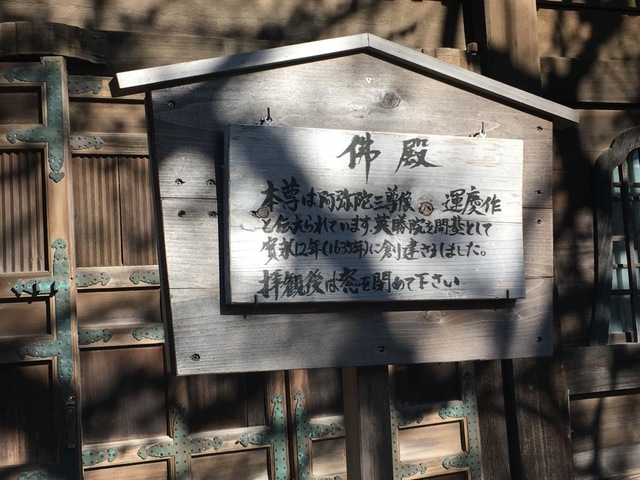 佛殿
本尊は阿弥陀三尊後 運慶作
と伝えられています。英勝院を開基として
寛永12年(1635年)に創建されました。
拝観後は窓を閉めて下さい